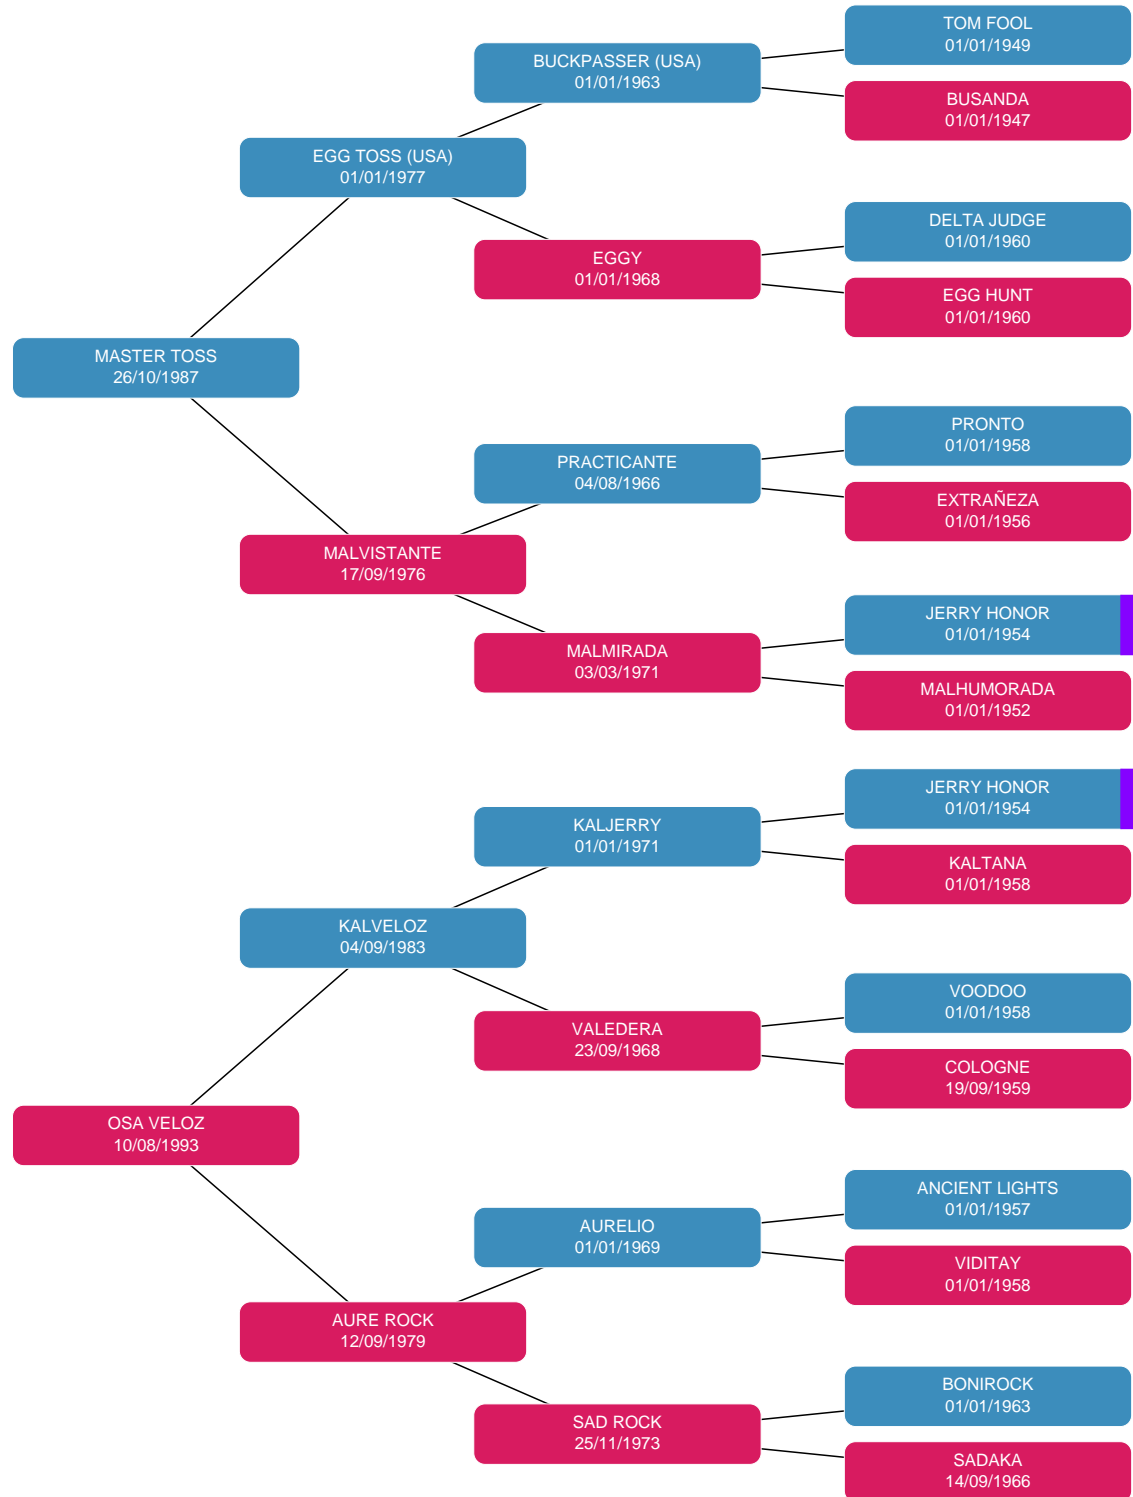 TOM FOOL
01/01/1949
BUCKPASSER (USA)
01/01/1963
BUSANDA
01/01/1947
EGG TOSS (USA)
01/01/1977
DELTA JUDGE
01/01/1960
EGGY
01/01/1968
EGG HUNT
01/01/1960
MASTER TOSS
26/10/1987
PRONTO
01/01/1958
PRACTICANTE
04/08/1966
EXTRAÑEZA
01/01/1956
MALVISTANTE
17/09/1976
JERRY HONOR
01/01/1954
MALMIRADA
03/03/1971
MALHUMORADA
01/01/1952
JERRY HONOR
01/01/1954
KALJERRY
01/01/1971
KALTANA
01/01/1958
KALVELOZ
04/09/1983
VOODOO
01/01/1958
VALEDERA
23/09/1968
COLOGNE
19/09/1959
OSA VELOZ
10/08/1993
ANCIENT LIGHTS
01/01/1957
AURELIO
01/01/1969
VIDITAY
01/01/1958
AURE ROCK
12/09/1979
BONIROCK
01/01/1963
SAD ROCK
25/11/1973
SADAKA
14/09/1966